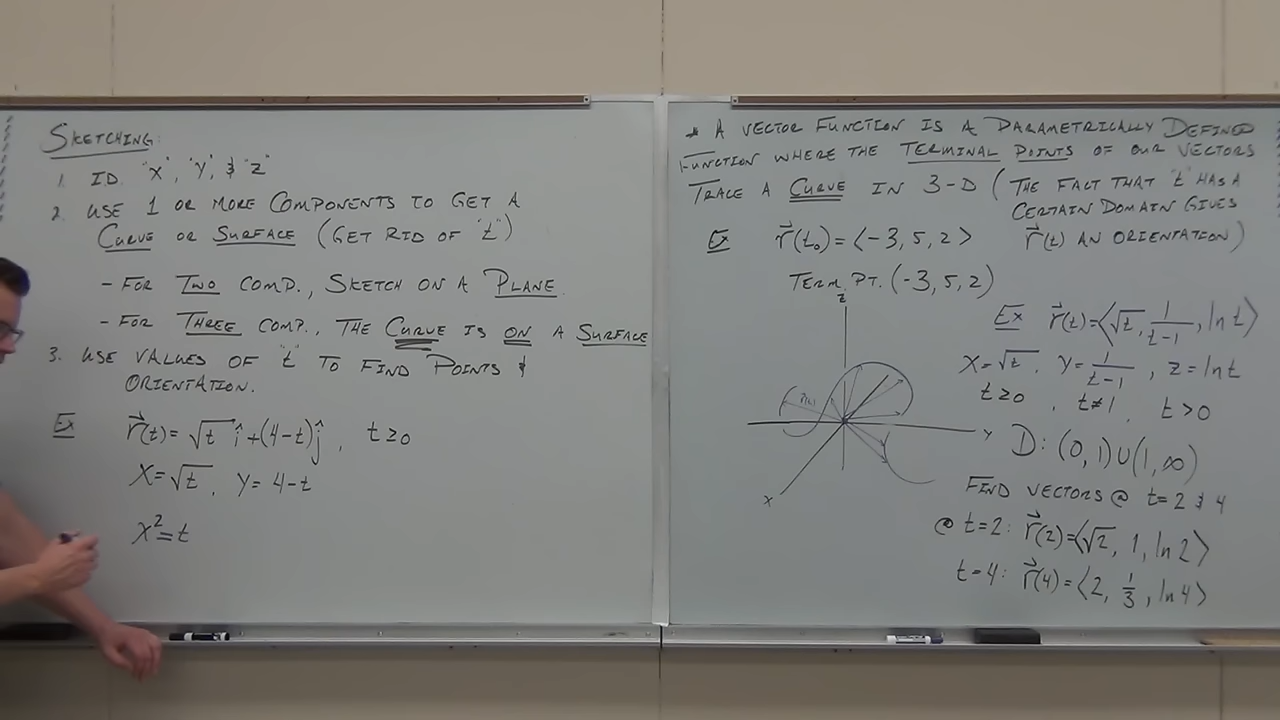 SKETCHING:
1. ID "X", "Y", & "Z"
2. USE 1 OR MORE COMPONENTS TO GET A
CURVE OR SURFACE (GET RID OF "t")
- FOR TWO COMP., SKETCH ON A PLANE.
- FOR THREE COMP., THE CURVE IS ON A SURFACE
3. USE VALUES OF "t" TO FIND POINTS &
ORIENTATION.
Ex r⃗(t) = √t î + (4-t)ĵ, t ≥ 0
X = √t, Y = 4-t
X² = t
* A VECTOR FUNCTION IS A PARAMETRICALLY DEFINED
FUNCTION WHERE THE TERMINAL POINTS OF OUR VECTORS
TRACE A CURVE IN 3-D (THE FACT THAT "t" HAS A
CERTAIN DOMAIN GIVES
r⃗(t) AN ORIENTATION)
Ex r⃗(t₀) = ⟨-3, 5, 2⟩
TERM. PT. (-3, 5, 2)
Z
Y
X
Ex r⃗(t) = ⟨√t, 1/(t-1), ln t⟩
X = √t, Y = 1/(t-1), Z = ln t
t ≥ 0, t ≠ 1, t > 0
D: (0, 1) ∪ (1, ∞)
FIND VECTORS @ t = 2 & 4
@ t = 2: r⃗(2) = ⟨√2, 1, ln 2⟩
t = 4: r⃗(4) = ⟨2, 1/3, ln 4⟩